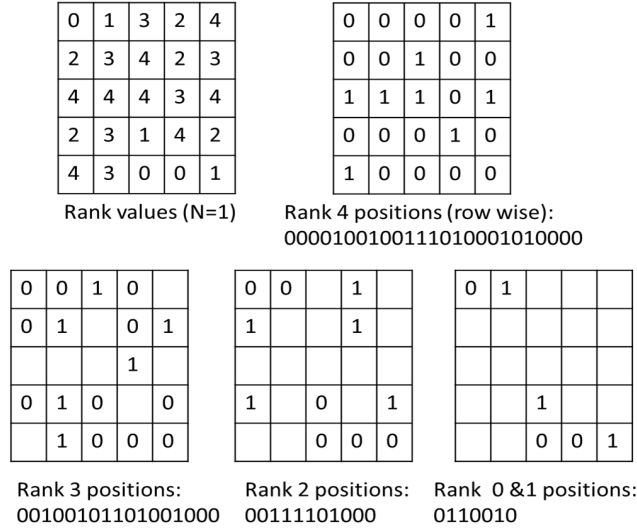 0 1 3 2 4
2 3 4 2 3
4 4 4 3 4
2 3 1 4 2
4 3 0 0 1
Rank values (N=1)
0 0 0 0 1
0 0 1 0 0
1 1 1 0 1
0 0 0 1 0
1 0 0 0 0
Rank 4 positions (row wise):
0000100100111010001010000
0 0 1 0
0 1 0 1
1
0 1 0 0
1 0 0 0
Rank 3 positions:
00100101101001000
0 0 1
1 1
1 0 1
0 0 0
Rank 2 positions:
00111101000
0 1
1
0 0 1
Rank 0 &1 positions:
0110010